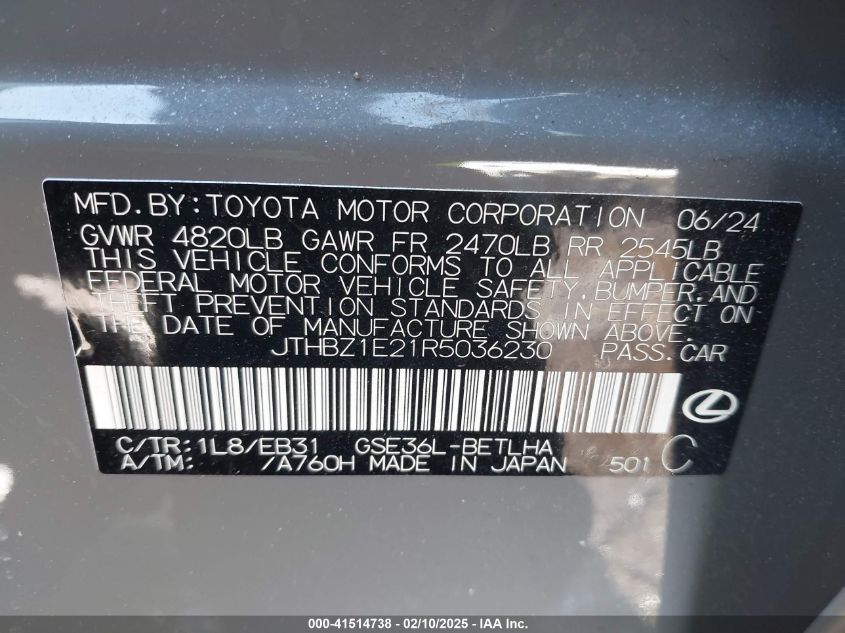 MFD.BY:TOYOTA MOTOR CORPORATION 06/24
GVWR 4820LB GAWR FR 2470LB RR 2545LB
THIS VEHICLE CONFORMS TO ALL APPLICABLE
FEDERAL MOTOR VEHICLE SAFETY,BUMPER,AND
THEFT PREVENTION STANDARDS IN EFFECT ON
THE DATE OF MANUFACTURE SHOWN ABOVE.
JTHBZ1E21R5036230 PASS.CAR
C/TR:1L8/EB31 GSE36L-BETLHA
A/TM: /A760H MADE IN JAPAN 501 C
000-41514738 - 02/10/2025 - IAA Inc.